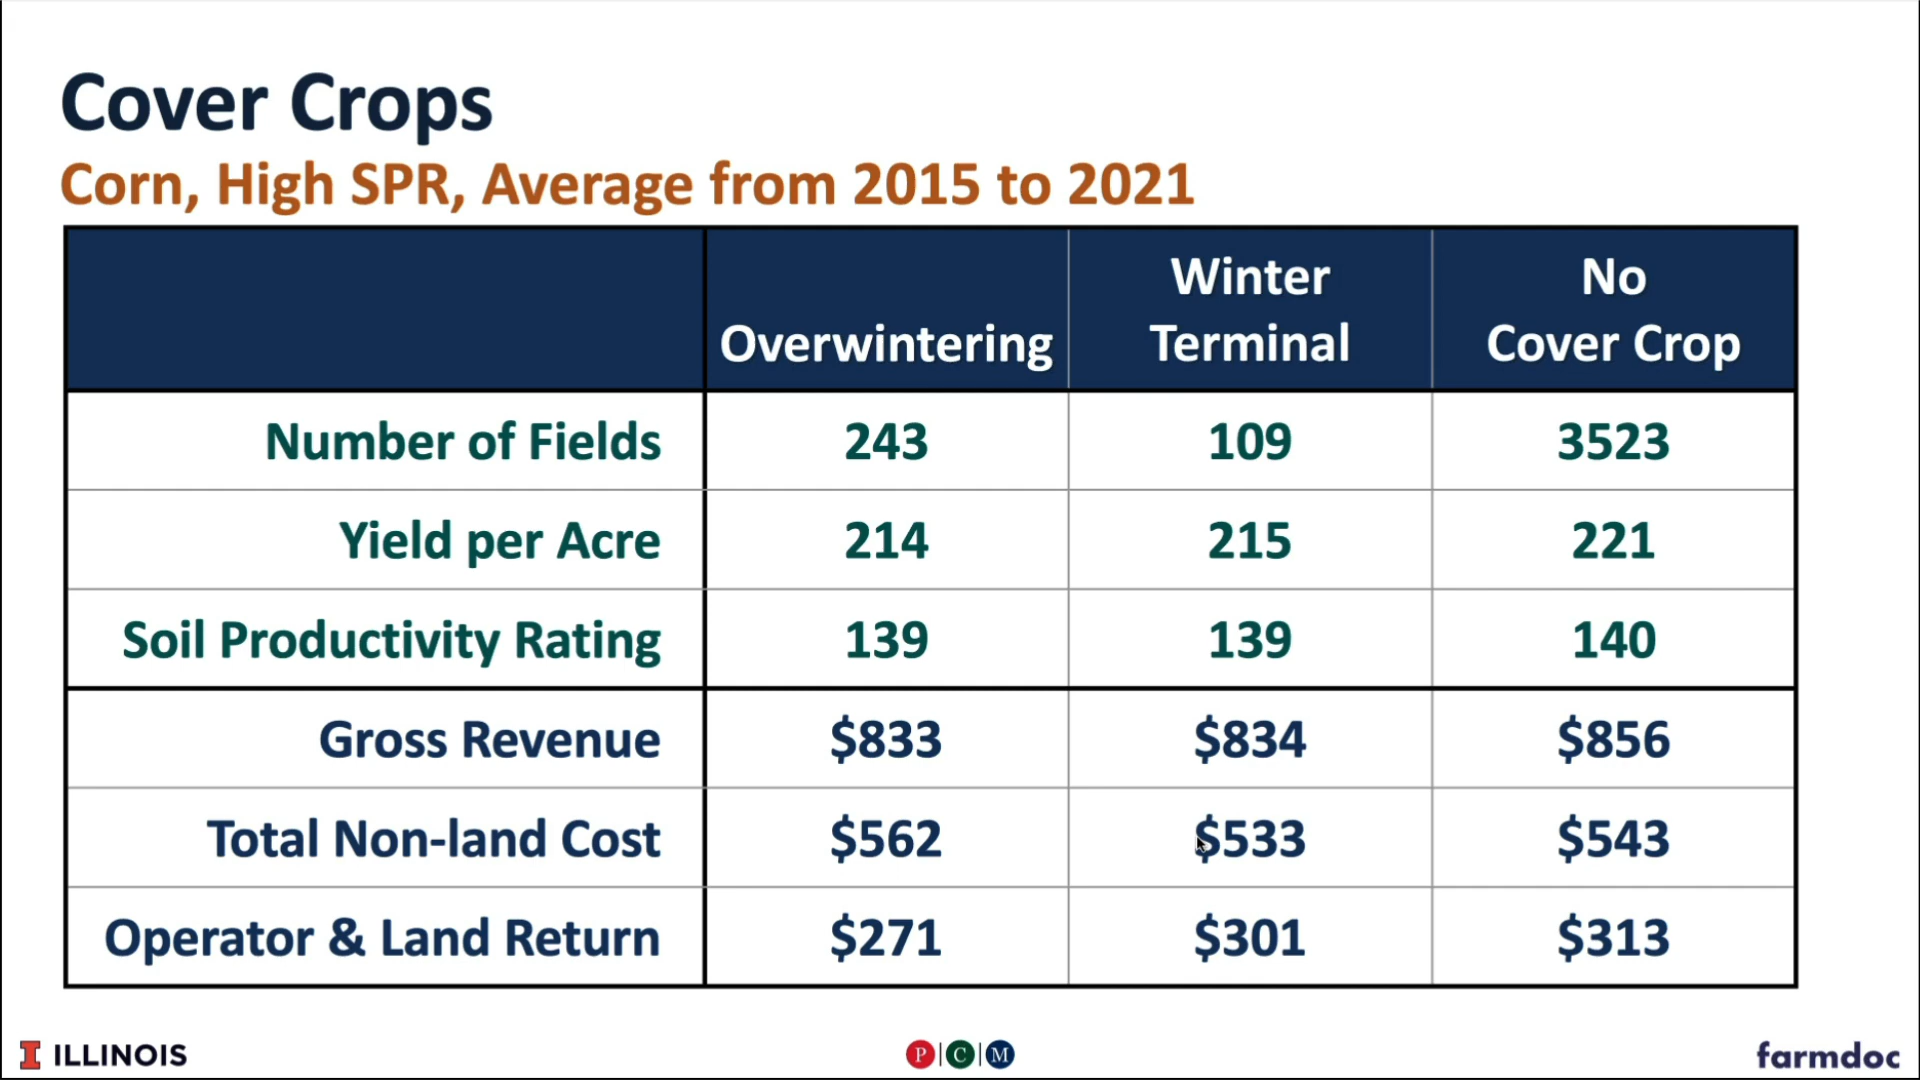 Cover Crops
Corn, High SPR, Average from 2015 to 2021
Overwintering
Winter
Terminal
No
Cover Crop
Number of Fields 243 109 3523
Yield per Acre 214 215 221
Soil Productivity Rating 139 139 140
Gross Revenue $833 $834 $856
Total Non-land Cost $562 $533 $543
Operator & Land Return $271 $301 $313
I ILLINOIS P|C|M farmdoc